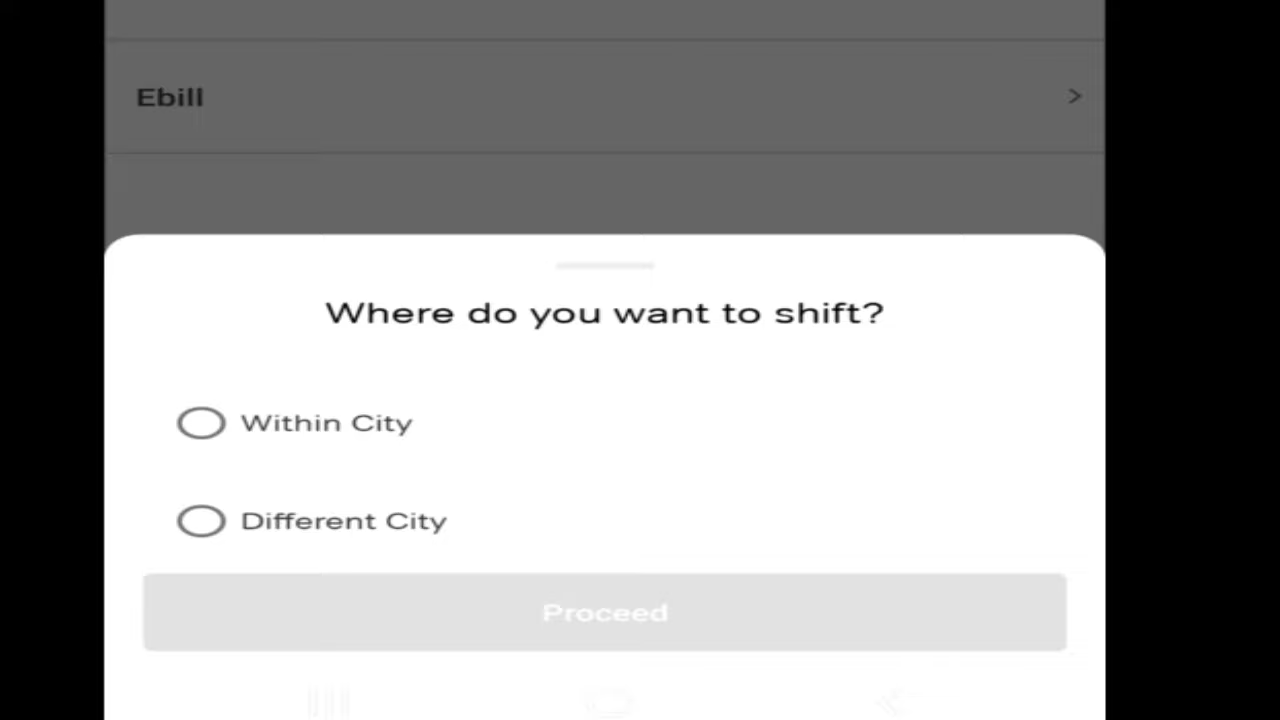 Ebill
Where do you want to shift?
Within City
Different City
Proceed